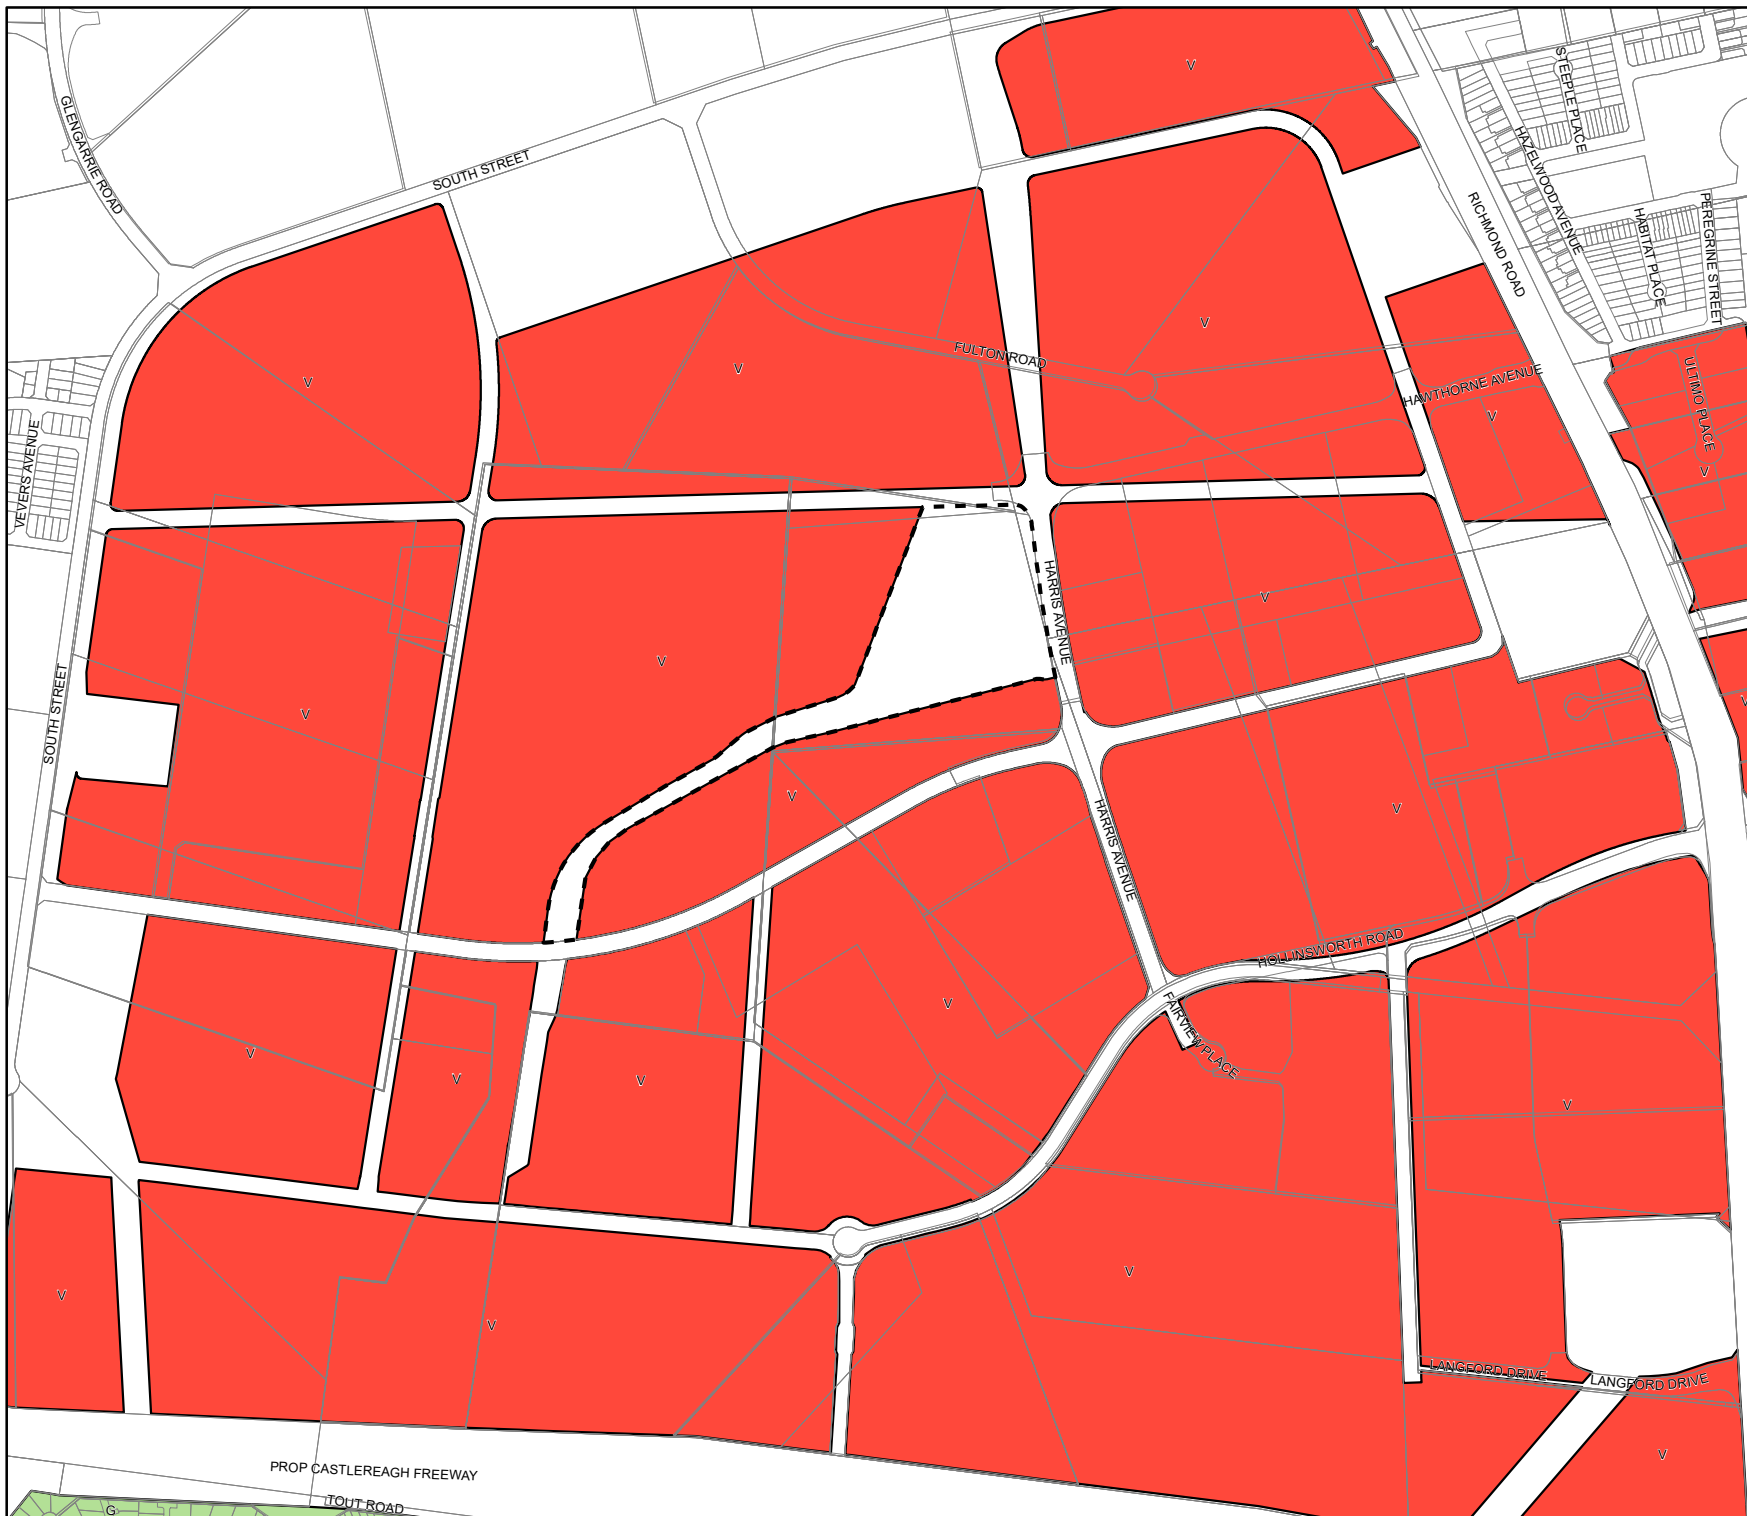 V
STEEPLE PLACE
GLENGARRIE ROAD
HAZELWOOD AVENUE
SOUTH STREET
RICHMOND ROAD
HABITAT PLACE
PEREGRINE STREET
V
FULTON ROAD
V
V
HAWTHORNE AVENUE
ULTIMO PLACE
V
VEVERS AVENUE
V
HARRIS AVENUE
V
V
SOUTH STREET
V
V
V
V
HARRIS AVENUE
HOLLINSWORTH ROAD
V
FAIRVIEW PLACE
V
V
V
V
V
V
V
LANGFORD DRIVE
LANGFORD DRIVE
V
PROP CASTLEREAGH FREEWAY
TOUT ROAD
G